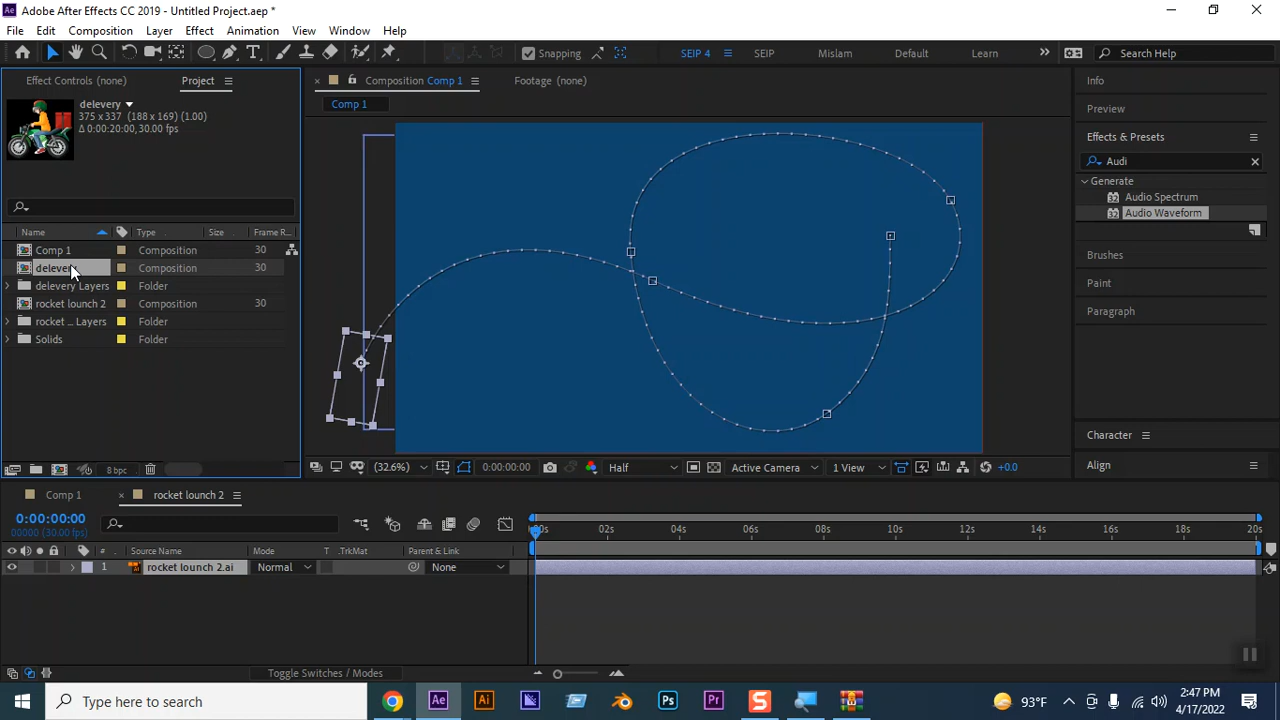 Ae Adobe After Effects CC 2019 - Untitled Project.aep *
File Edit Composition Layer Effect Animation View Window Help
Snapping SEIP 4 SEIP Mislam Default Learn Search Help
Effect Controls (none) Project Composition Comp 1 Footage (none) Info
Comp 1
delevery
375 x 337 (188 x 169) (1.00)
Δ 0:00:20:00, 30.00 fps
Preview
Effects & Presets
Audi
Generate
Audio Spectrum
Audio Waveform
Brushes
Paint
Paragraph
Character
Align
Name Type Size Frame R...
Comp 1 Composition 30
delevery Composition 30
delevery Layers Folder
rocket lounch 2 Composition 30
rocket ... Layers Folder
Solids Folder
8 bpc
(32.6%) 0:00:00:00 Half Active Camera 1 View +0.0
Comp 1 rocket lounch 2
0:00:00:00
00000 (30.00 fps)
02s 04s 06s 08s 10s 12s 14s 16s 18s 20s
# Source Name Mode T .TrkMat Parent & Link
1 rocket lounch 2.ai Normal None
Toggle Switches / Modes
Type here to search Ae Ai Ps Pr S 93°F 2:47 PM
4/17/2022